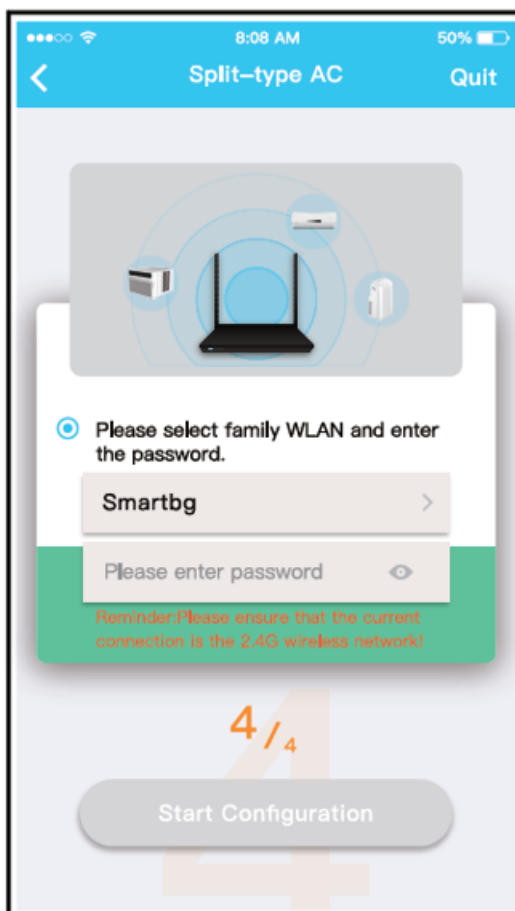 8:08 AM
50%
Split-type AC
Quit
Please select family WLAN and enter
the password.
Smartbg
Please enter password
Reminder:Please ensure that the current
connection is the 2.4G wireless network!
4/4
Start Configuration
4